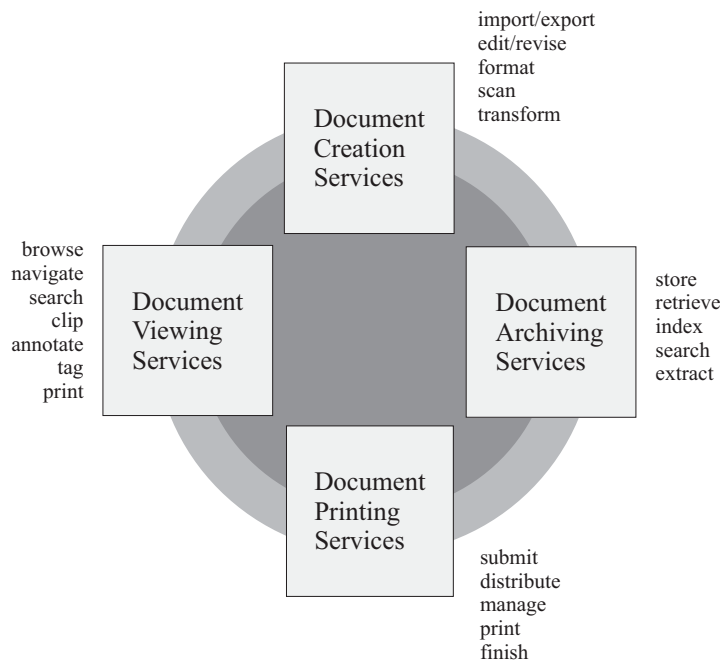 import/export
edit/revise
format
scan
transform
Document
Creation
Services
browse
navigate
search
clip
annotate
tag
print
Document
Viewing
Services
Document
Archiving
Services
store
retrieve
index
search
extract
Document
Printing
Services
submit
distribute
manage
print
finish